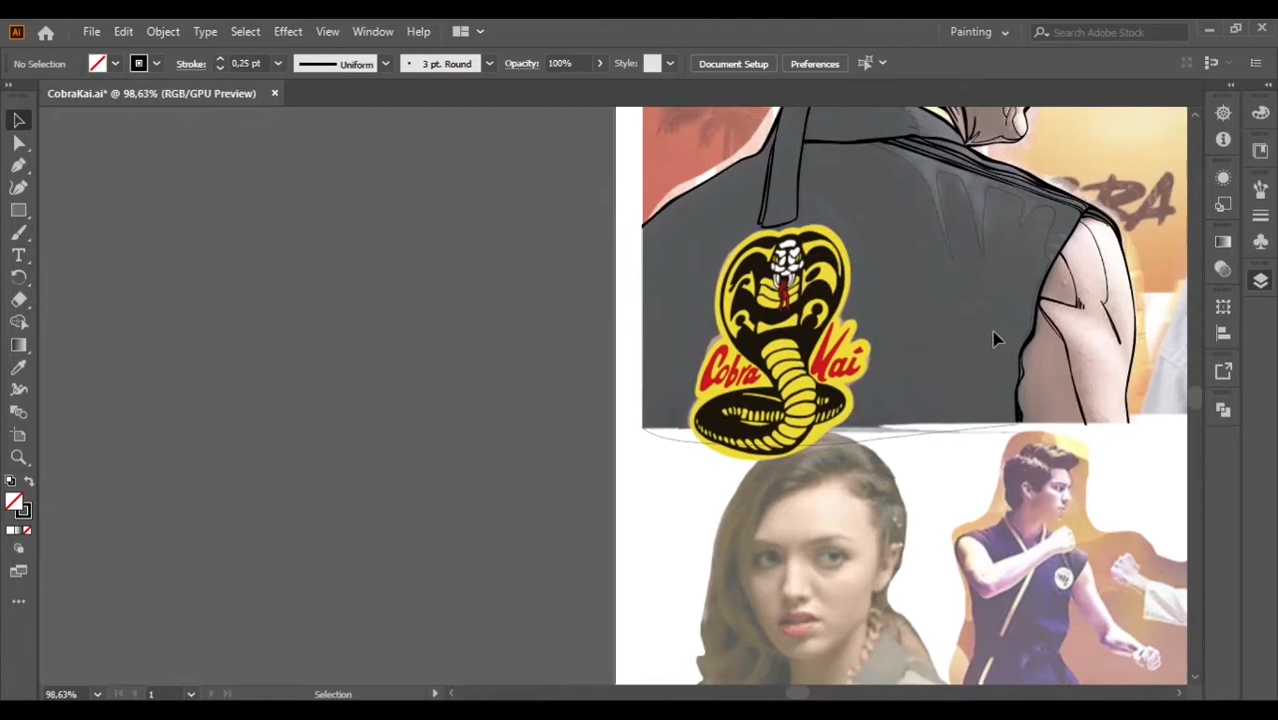 Ai File Edit Object Type Select Effect View Window Help Painting Search Adobe Stock
No Selection Stroke: 0,25 pt Uniform 3 pt. Round Opacity: 100% Style: Document Setup Preferences
CobraKai.ai* @ 98,63% (RGB/GPU Preview)
Cobra Kai
98,63% 1 Selection